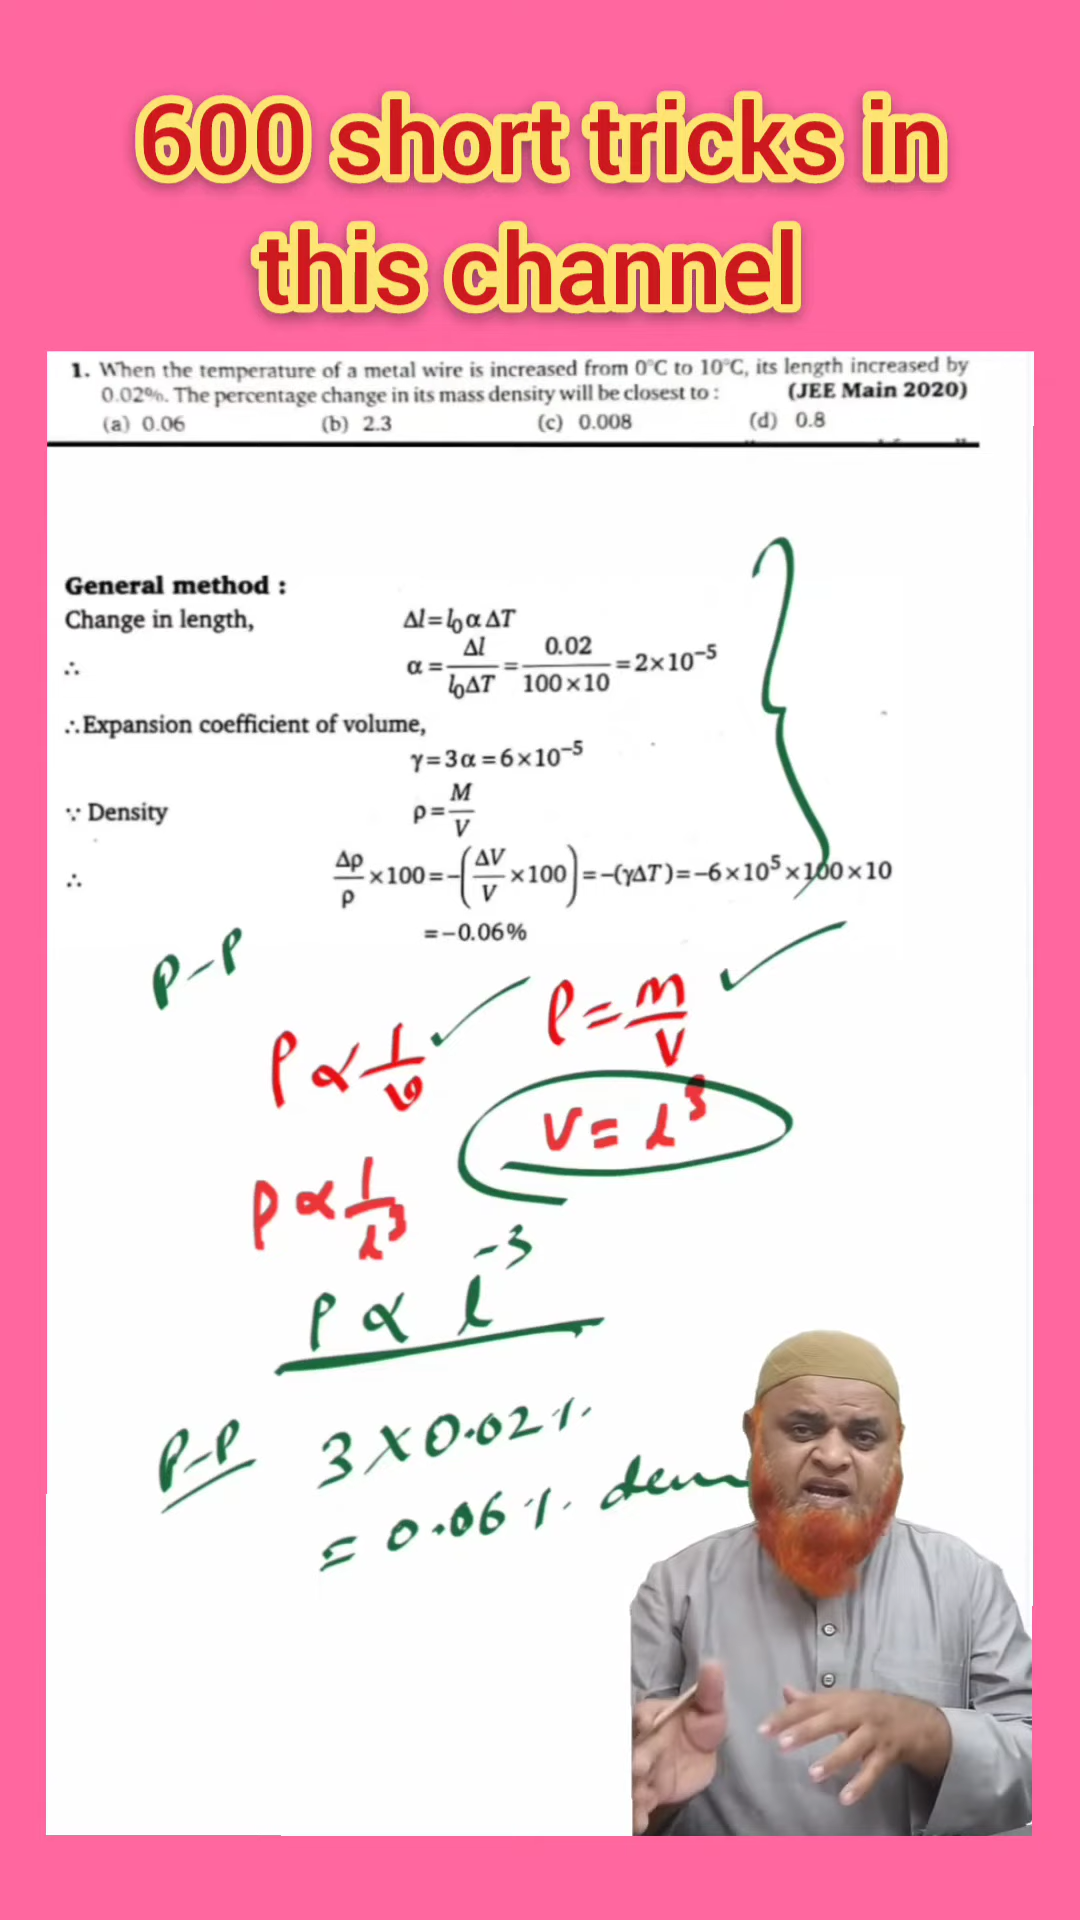 600 short tricks in
this channel
1. When the temperature of a metal wire is increased from 0°C to 10°C, its length increased by
0.02%. The percentage change in its mass density will be closest to : (JEE Main 2020)
(a) 0.06 (b) 2.3 (c) 0.008 (d) 0.8
General method :
Change in length, Δl=l₀αΔT
∴ α=Δl/l₀ΔT=0.02/100×10=2×10⁻⁵
∴Expansion coefficient of volume,
γ=3α=6×10⁻⁵
∵ Density ρ=M/V
∴ Δρ/ρ×100=-(ΔV/V×100)=-(γΔT)=-6×10⁵×100×10
=-0.06%
P-P
ρ∝1/v ρ=m/v
v=l³
ρ∝1/l³
ρ∝l⁻³
P-P 3×0.02%
=0.06%